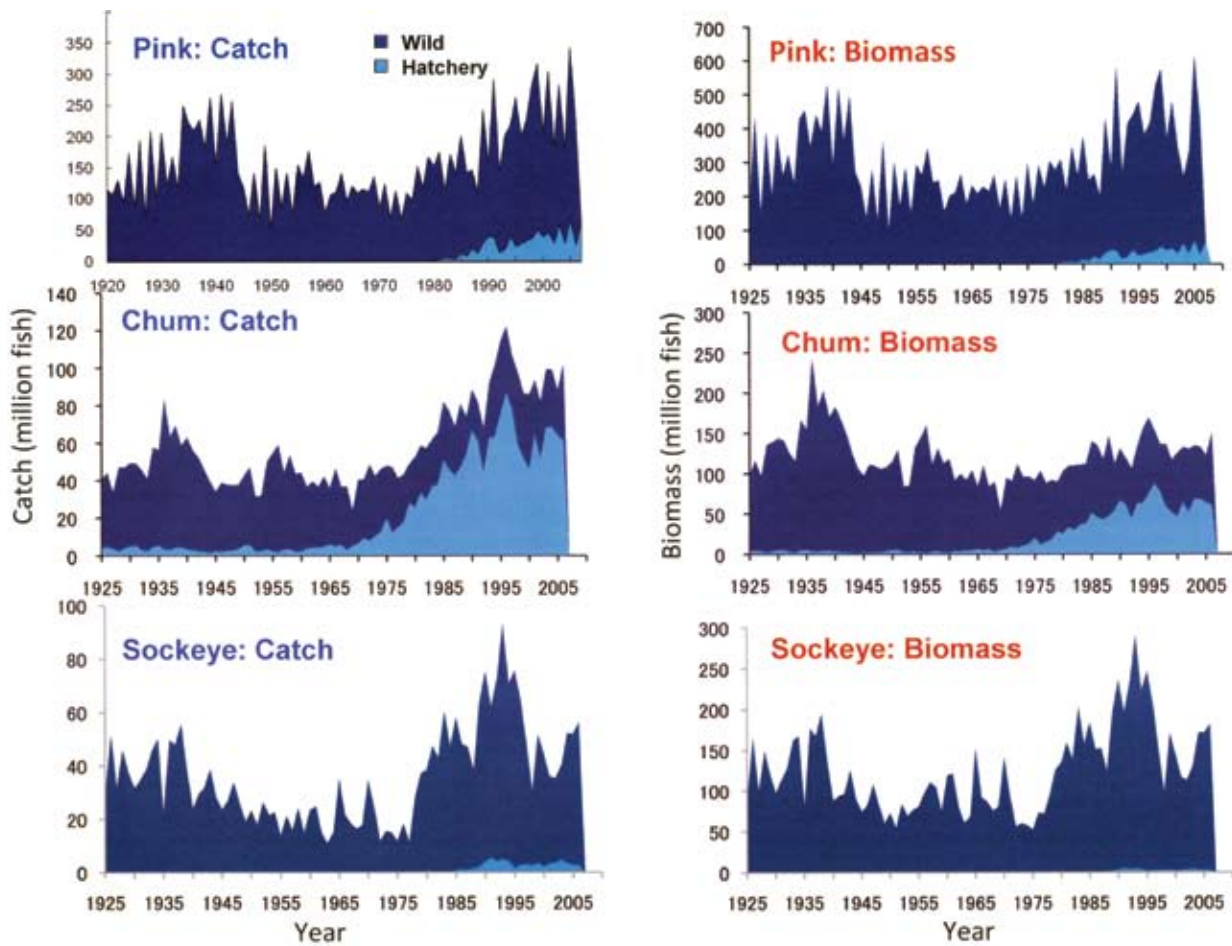 Pink: Catch
Wild
Hatchery
350
300
250
200
150
100
50
0
1920 1930 1940 1950 1960 1970 1980 1990 2000
Pink: Biomass
700
600
500
400
300
200
100
0
1925 1935 1945 1955 1965 1975 1985 1995 2005
Catch (million fish)
Chum: Catch
140
120
100
80
60
40
20
0
1925 1935 1945 1955 1965 1975 1985 1995 2005
Biomass (million fish)
Chum: Biomass
300
250
200
150
100
50
0
1925 1935 1945 1955 1965 1975 1985 1995 2005
Sockeye: Catch
100
80
60
40
20
0
1925 1935 1945 1955 1965 1975 1985 1995 2005
Year
Sockeye: Biomass
300
250
200
150
100
50
0
1925 1935 1945 1955 1965 1975 1985 1995 2005
Year